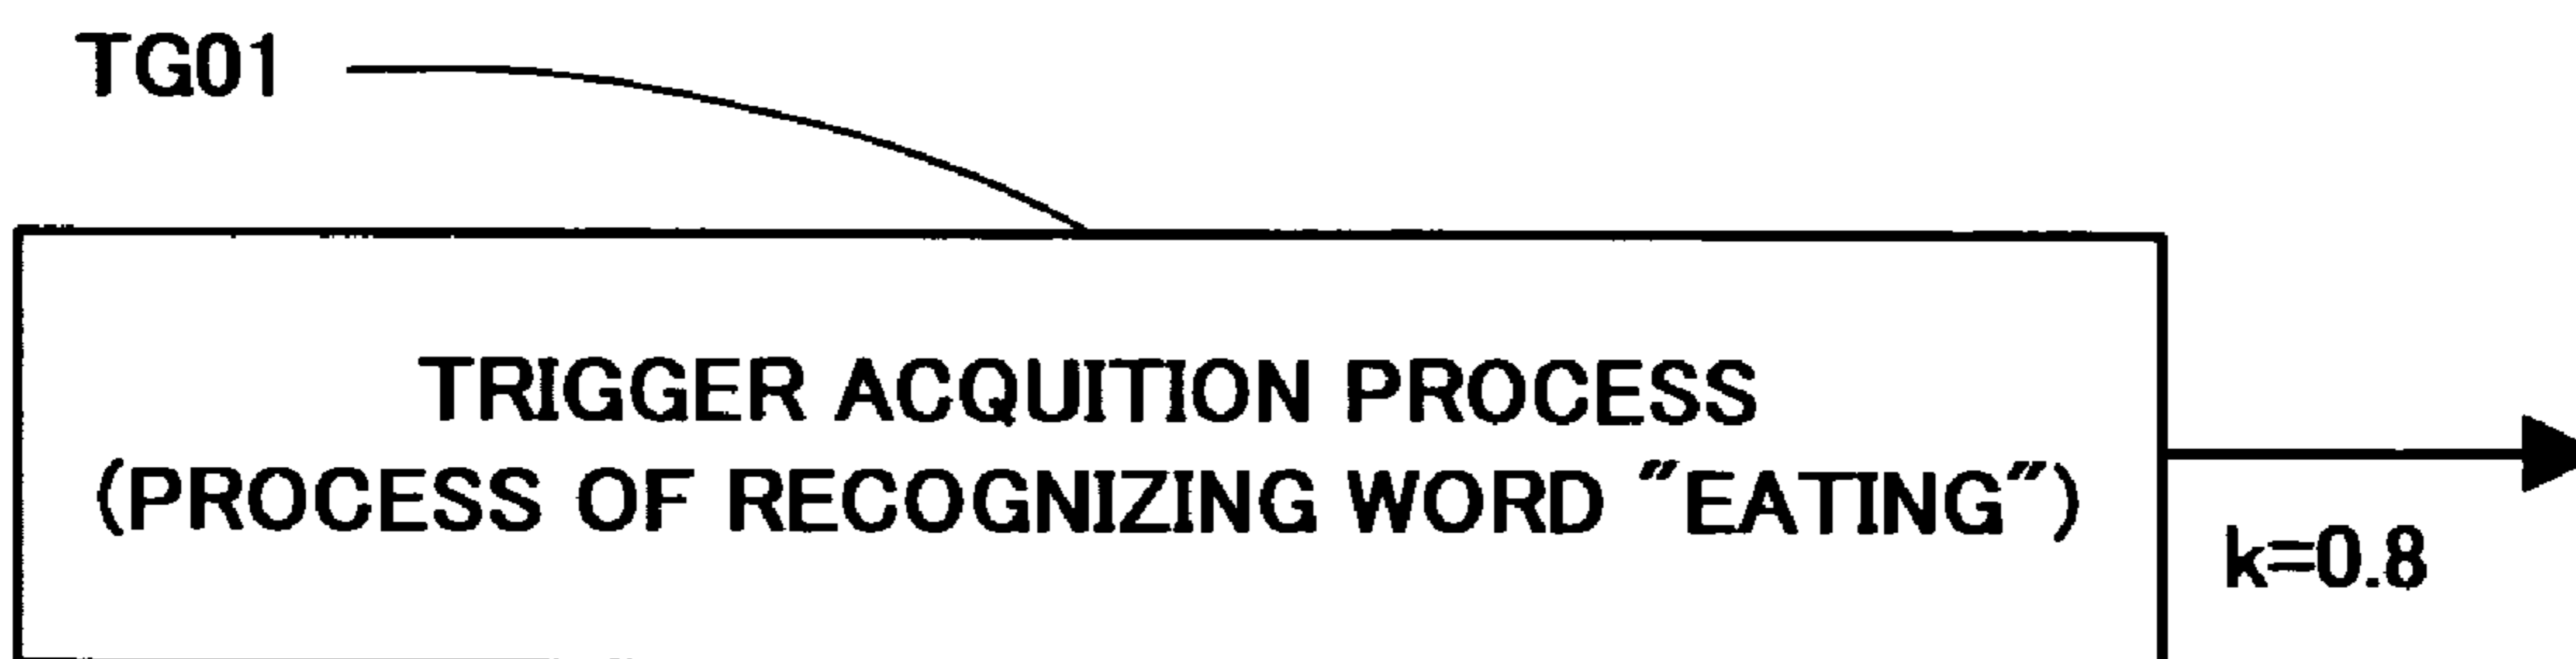 TG01
TRIGGER ACQUITION PROCESS
(PROCESS OF RECOGNIZING WORD "EATING")
k=0.8